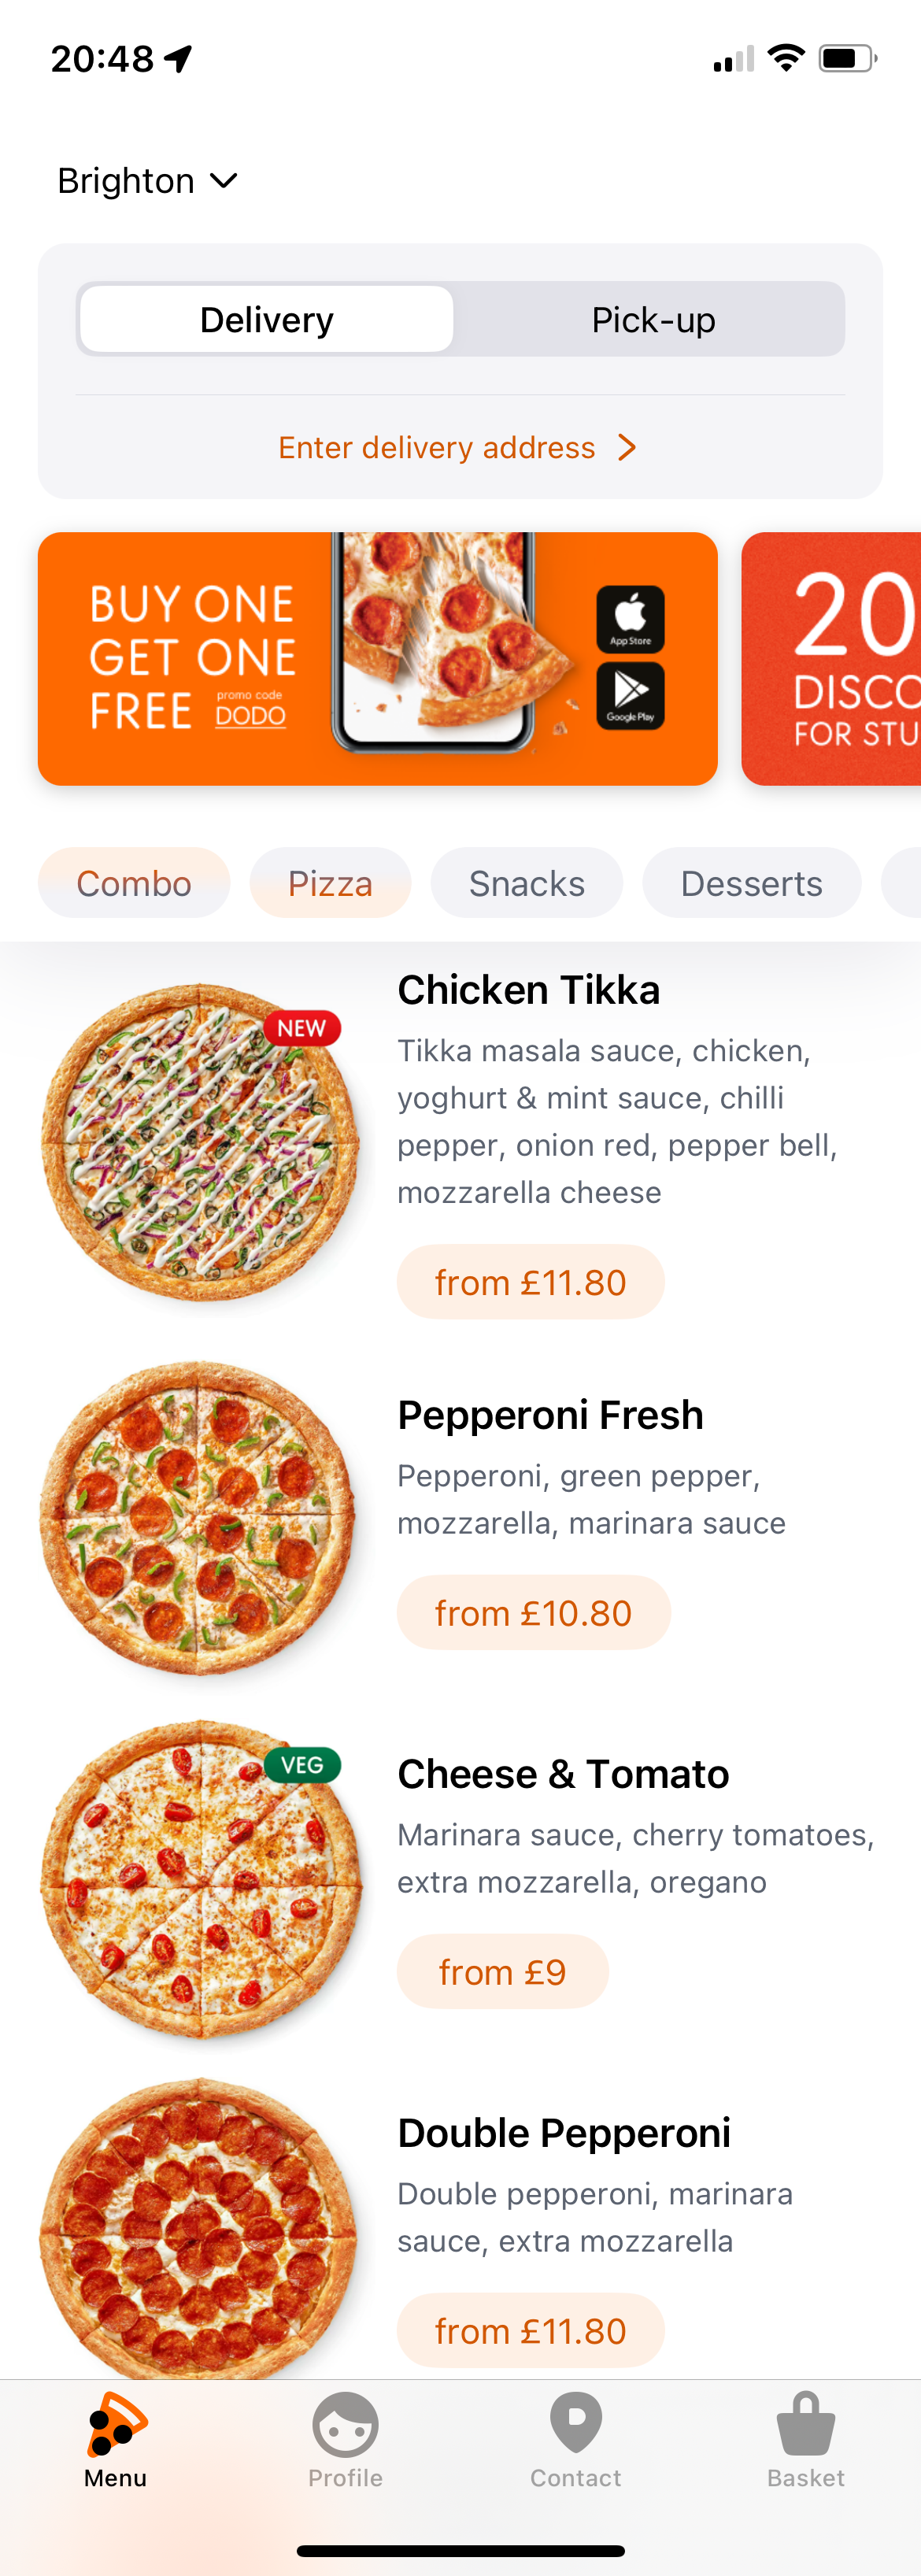 20:48
Brighton
Delivery
Pick-up
Enter delivery address
BUY ONE
GET ONE
FREE
promo code
DODO
App Store
Google Play
20
DISCO
FOR STU
Combo
Pizza
Snacks
Desserts
NEW
Chicken Tikka
Tikka masala sauce, chicken,
yoghurt & mint sauce, chilli
pepper, onion red, pepper bell,
mozzarella cheese
from £11.80
Pepperoni Fresh
Pepperoni, green pepper,
mozzarella, marinara sauce
from £10.80
VEG
Cheese & Tomato
Marinara sauce, cherry tomatoes,
extra mozzarella, oregano
from £9
Double Pepperoni
Double pepperoni, marinara
sauce, extra mozzarella
from £11.80
Menu
Profile
Contact
Basket